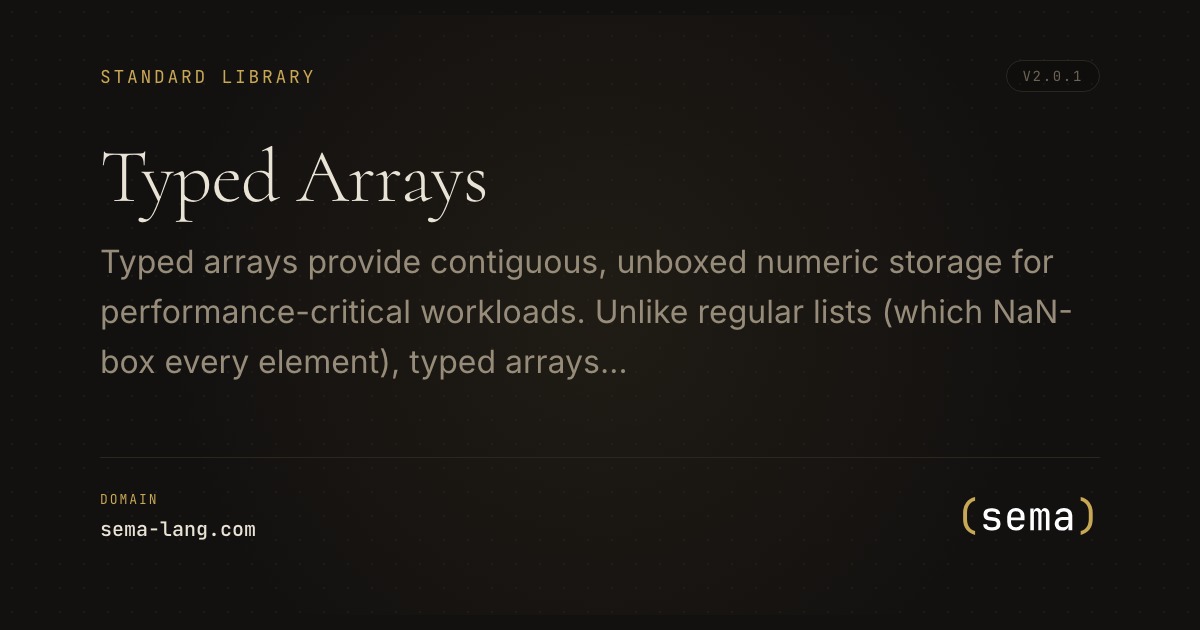 STANDARD LIBRARY
V2.0.1
Typed Arrays
Typed arrays provide contiguous, unboxed numeric storage for
performance-critical workloads. Unlike regular lists (which NaN-
box every element), typed arrays...
DOMAIN
sema-lang.com
(sema)